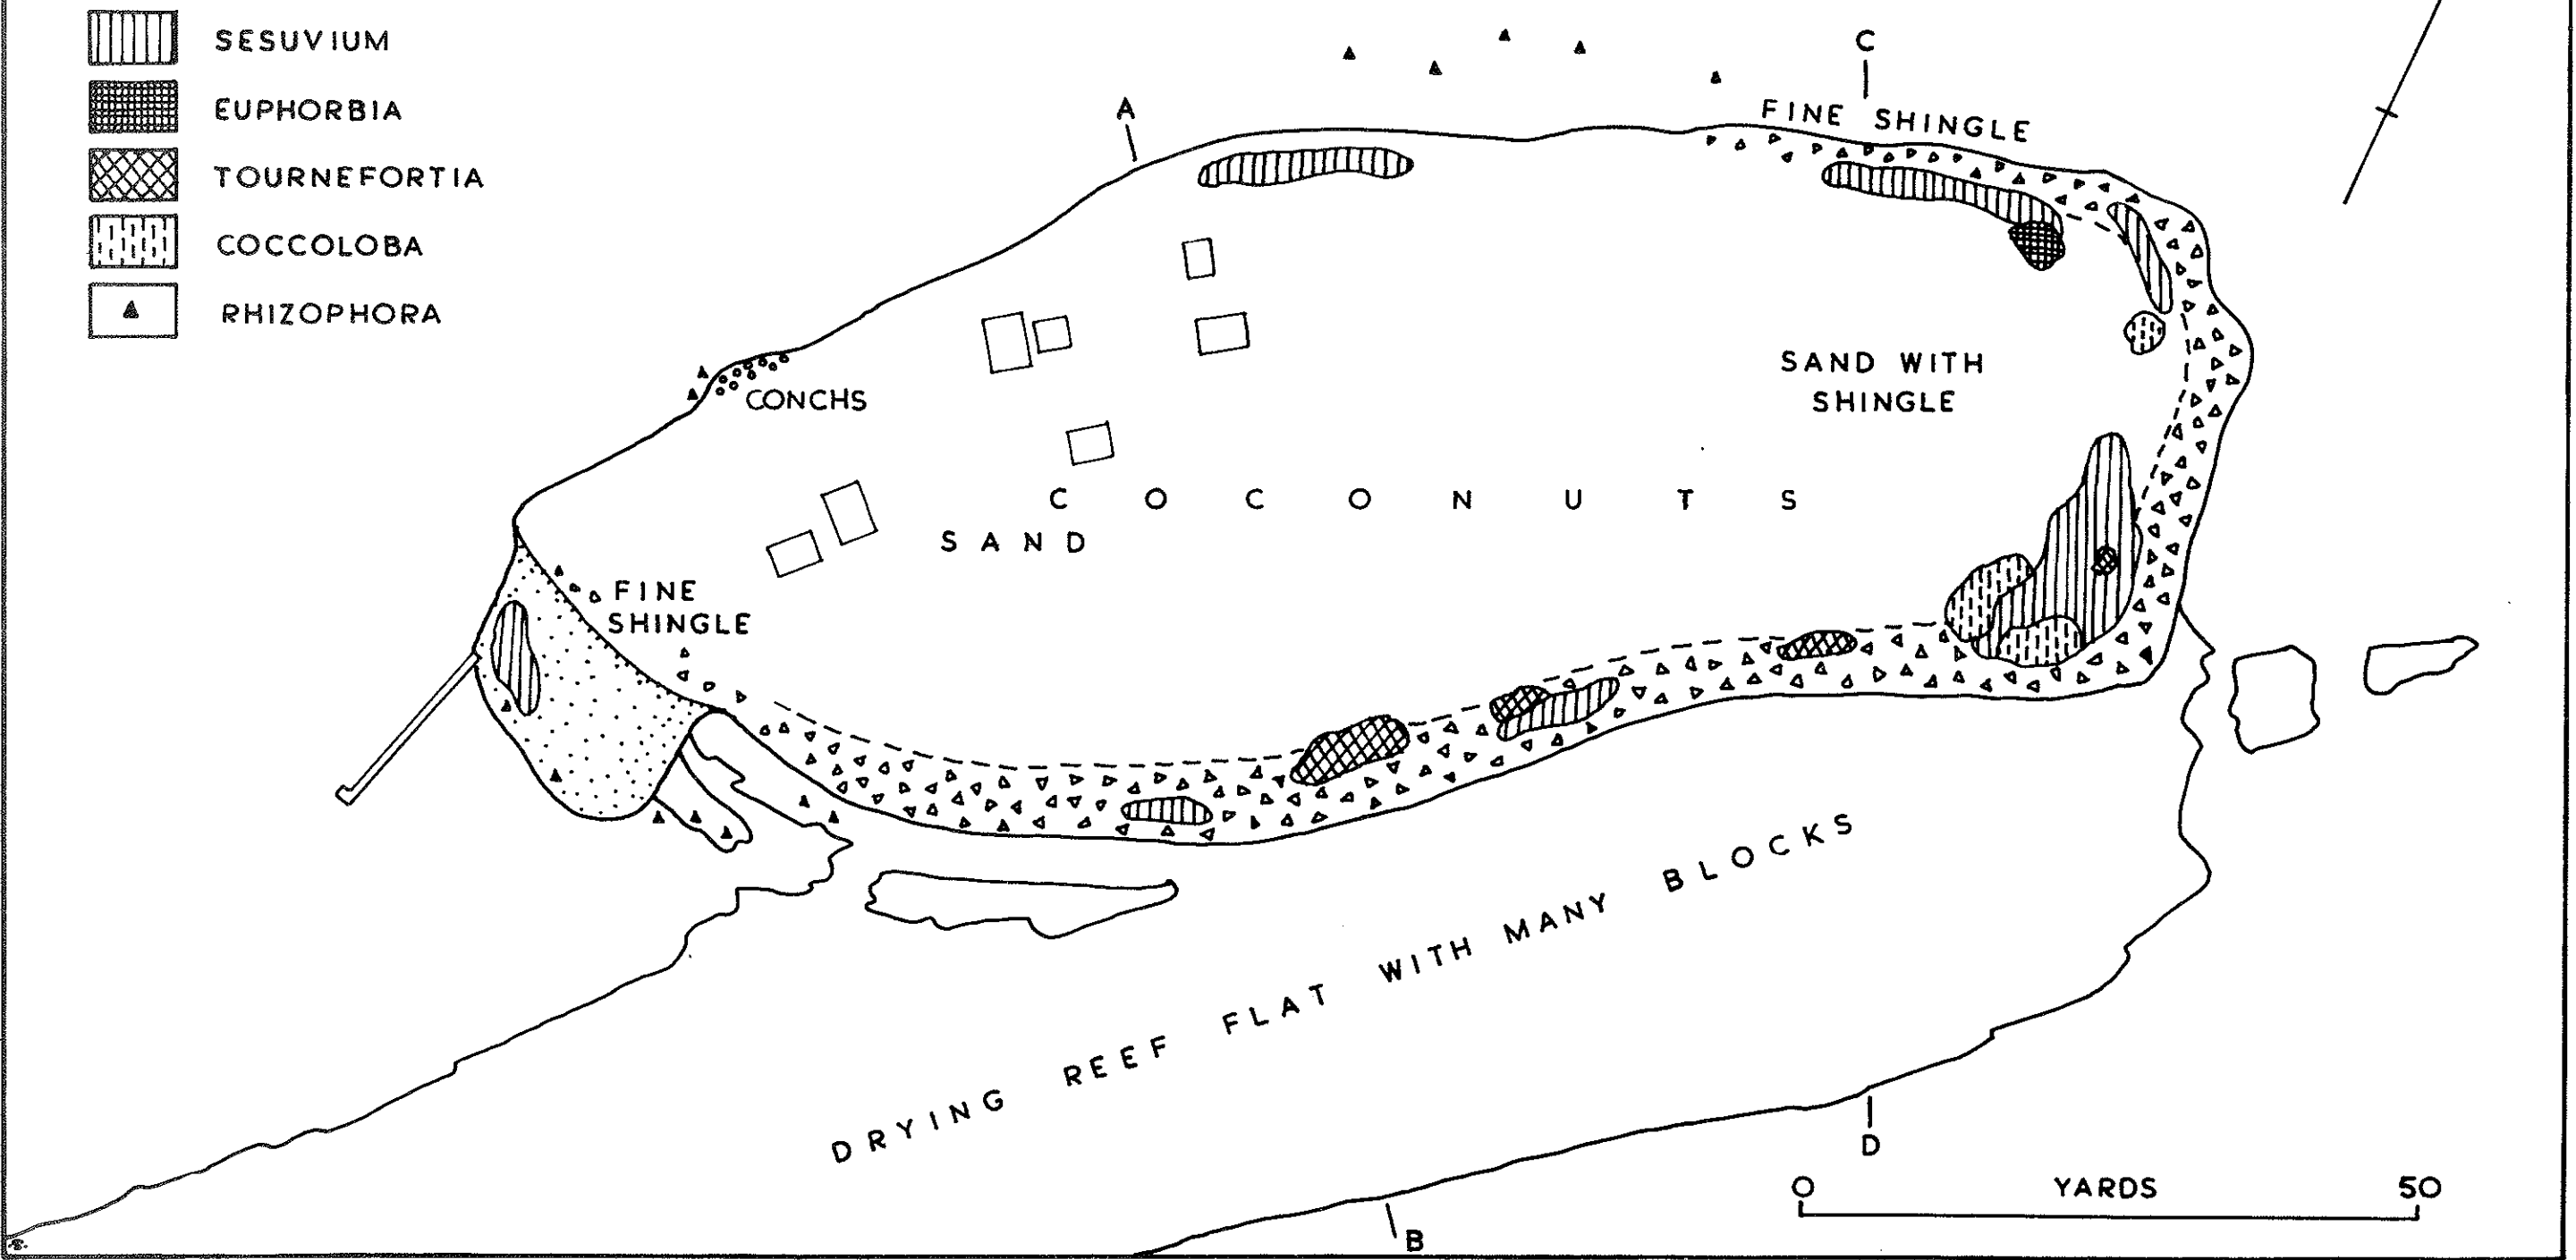 SESUVIUM
EUPHORBIA
TOURNEFORTIA
COCCOLOBA
RHIZOPHORA
A
C
FINE SHINGLE
CONCHS
SAND WITH
SHINGLE
COCONUTS
SAND
FINE
SHINGLE
DRYING REEF FLAT WITH MANY BLOCKS
D
B
0 YARDS 50